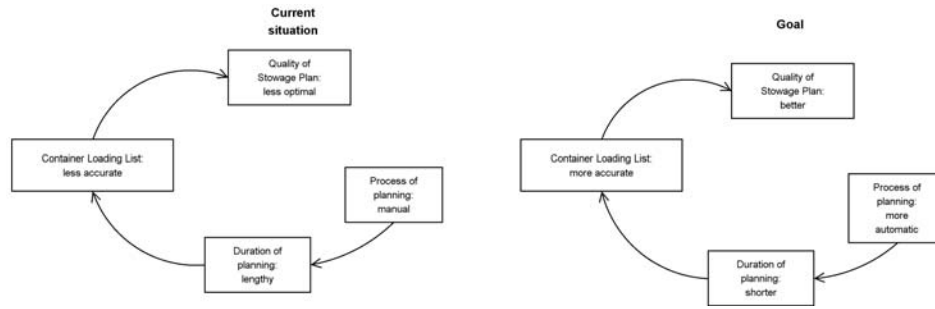 Current
situation
Quality of
Stowage Plan:
less optimal
Container Loading List:
less accurate
Process of
planning:
manual
Duration of
planning:
lengthy
Goal
Quality of
Stowage Plan:
better
Container Loading List:
more accurate
Process of
planning:
more
automatic
Duration of
planning:
shorter